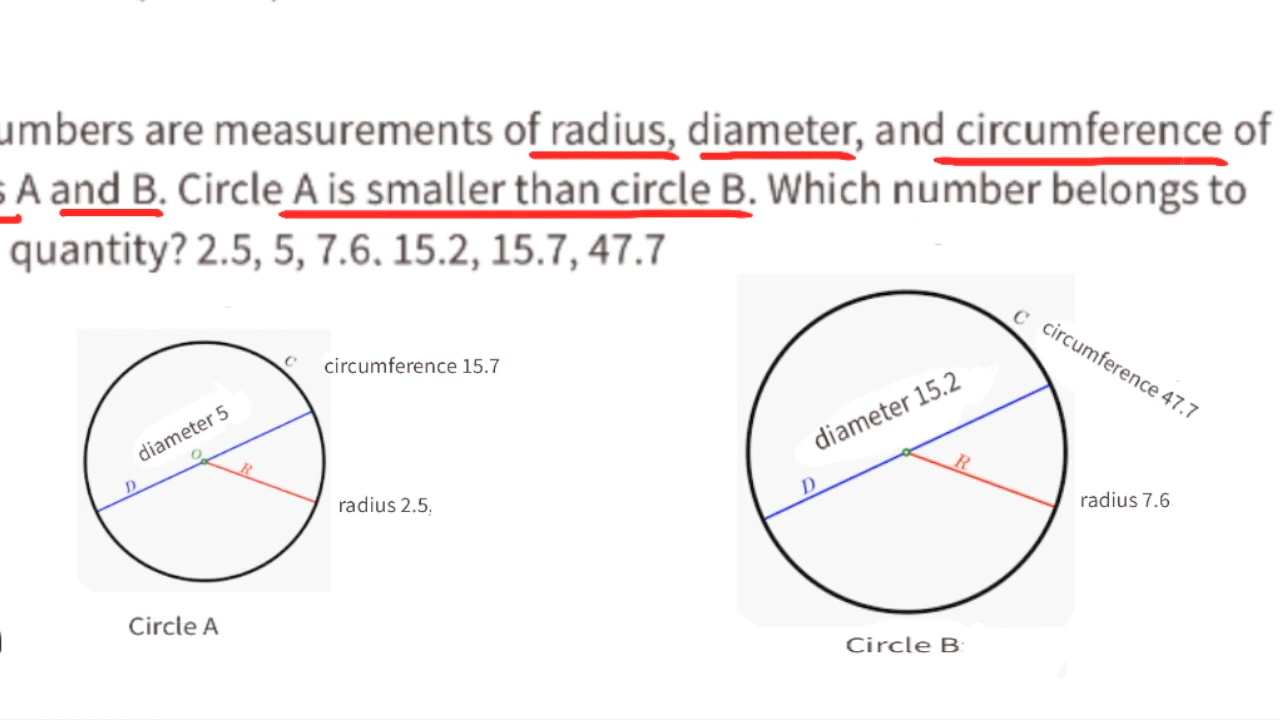 umbers are measurements of radius, diameter, and circumference of
s A and B. Circle A is smaller than circle B. Which number belongs to
quantity? 2.5, 5, 7.6. 15.2, 15.7, 47.7
C circumference 15.7
diameter 5
O
R
D
radius 2.5,
Circle A
C circumference 47.7
diameter 15.2
R
D
radius 7.6
Circle B